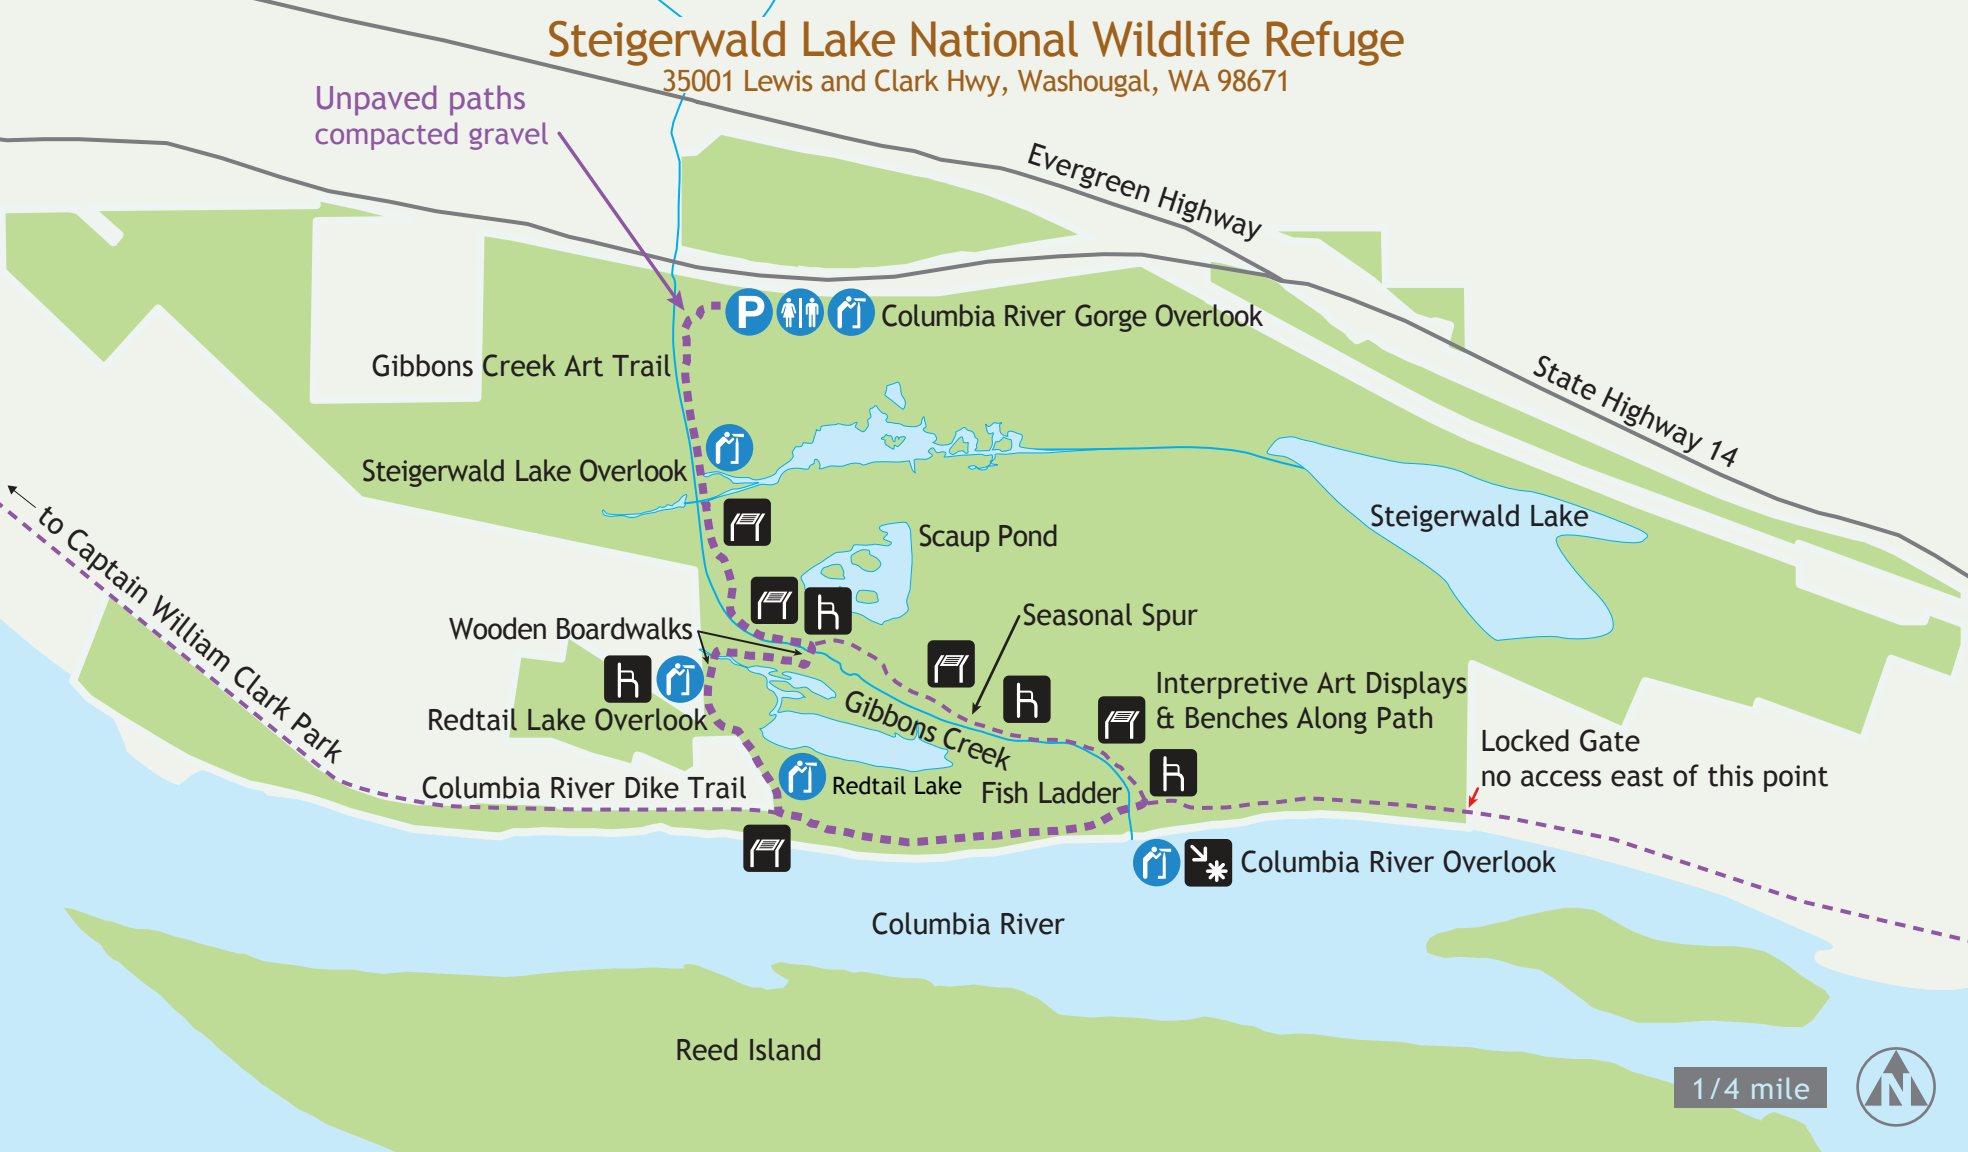 Steigerwald Lake National Wildlife Refuge
35001 Lewis and Clark Hwy, Washougal, WA 98671
Unpaved paths
compacted gravel
Evergreen Highway
P
Columbia River Gorge Overlook
Gibbons Creek Art Trail
State Highway 14
Steigerwald Lake Overlook
Steigerwald Lake
to Captain William Clark Park
Scaup Pond
Seasonal Spur
Wooden Boardwalks
Interpretive Art Displays
& Benches Along Path
Redtail Lake Overlook
Gibbons Creek
Locked Gate
no access east of this point
Columbia River Dike Trail
Redtail Lake
Fish Ladder
Columbia River Overlook
Columbia River
Reed Island
1/4 mile
N